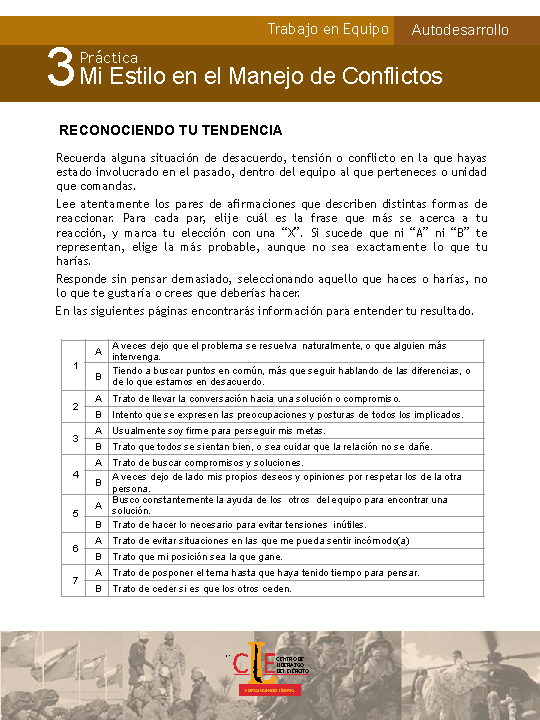 Trabajo en Equipo
Autodesarrollo
3
Práctica
Mi Estilo en el Manejo de Conflictos
RECONOCIENDO TU TENDENCIA
Recuerda alguna situación de desacuerdo, tensión o conflicto en la que hayas
estado involucrado en el pasado, dentro del equipo al que perteneces o unidad
que comandas.
Lee atentamente los pares de afirmaciones que describen distintas formas de
reaccionar. Para cada par, elije cuál es la frase que más se acerca a tu
reacción, y marca tu elección con una “X”. Si sucede que ni “A” ni “B” te
representan, elige la más probable, aunque no sea exactamente lo que tu
harías.
Responde sin pensar demasiado, seleccionando aquello que haces o harías, no
lo que te gustaría o crees que deberías hacer.
En las siguientes páginas encontrarás información para entender tu resultado.
1
A A veces dejo que el problema se resuelva naturalmente, o que alguien más
intervenga.
B Tiendo a buscar puntos en común, más que seguir hablando de las diferencias, o
de lo que estamos en desacuerdo.
2
A Trato de llevar la conversación hacia una solución o compromiso.
B Intento que se expresen las preocupaciones y posturas de todos los implicados.
3
A Usualmente soy firme para perseguir mis metas.
B Trato que todos se sientan bien, o sea cuidar que la relación no se dañe.
4
A Trato de buscar compromisos y soluciones.
B A veces dejo de lado mis propios deseos y opiniones por respetar los de la otra
persona.
5
A Busco constantemente la ayuda de los otros del equipo para encontrar una
solución.
B Trato de hacer lo necesario para evitar tensiones inútiles.
6
A Trato de evitar situaciones en las que me pueda sentir incómodo(a)
B Trato que mi posición sea la que gane.
7
A Trato de posponer el tema hasta que haya tenido tiempo para pensar.
B Trato de ceder si es que los otros ceden.
CLE
CENTRO DE
LIDERAZGO
DEL EJÉRCITO